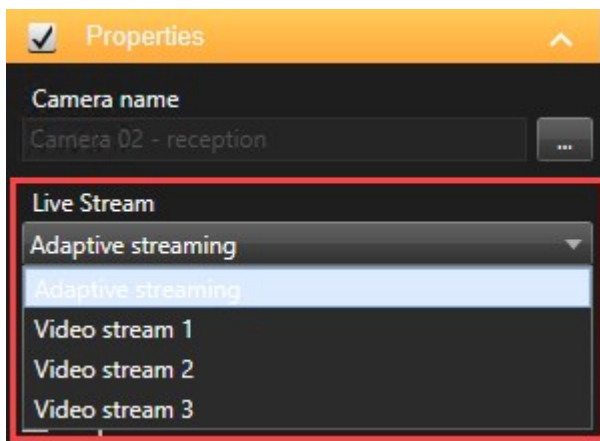 Properties
Camera name
Camera 02 - reception
...
Live Stream
Adaptive streaming
Adaptive streaming
Video stream 1
Video stream 2
Video stream 3